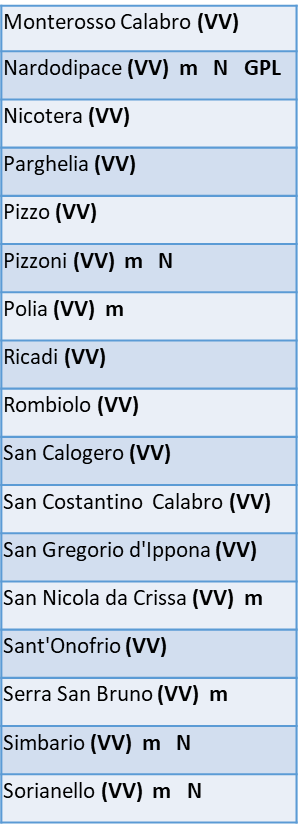 Monterosso Calabro (VV)
Nardodipace (VV) m N GPL
Nicotera (VV)
Parghelia (VV)
Pizzo (VV)
Pizzoni (VV) m N
Polia (VV) m
Ricadi (VV)
Rombiolo (VV)
San Calogero (VV)
San Costantino Calabro (VV)
San Gregorio d'Ippona (VV)
San Nicola da Crissa (VV) m
Sant'Onofrio (VV)
Serra San Bruno (VV) m
Simbario (VV) m N
Sorianello (VV) m N